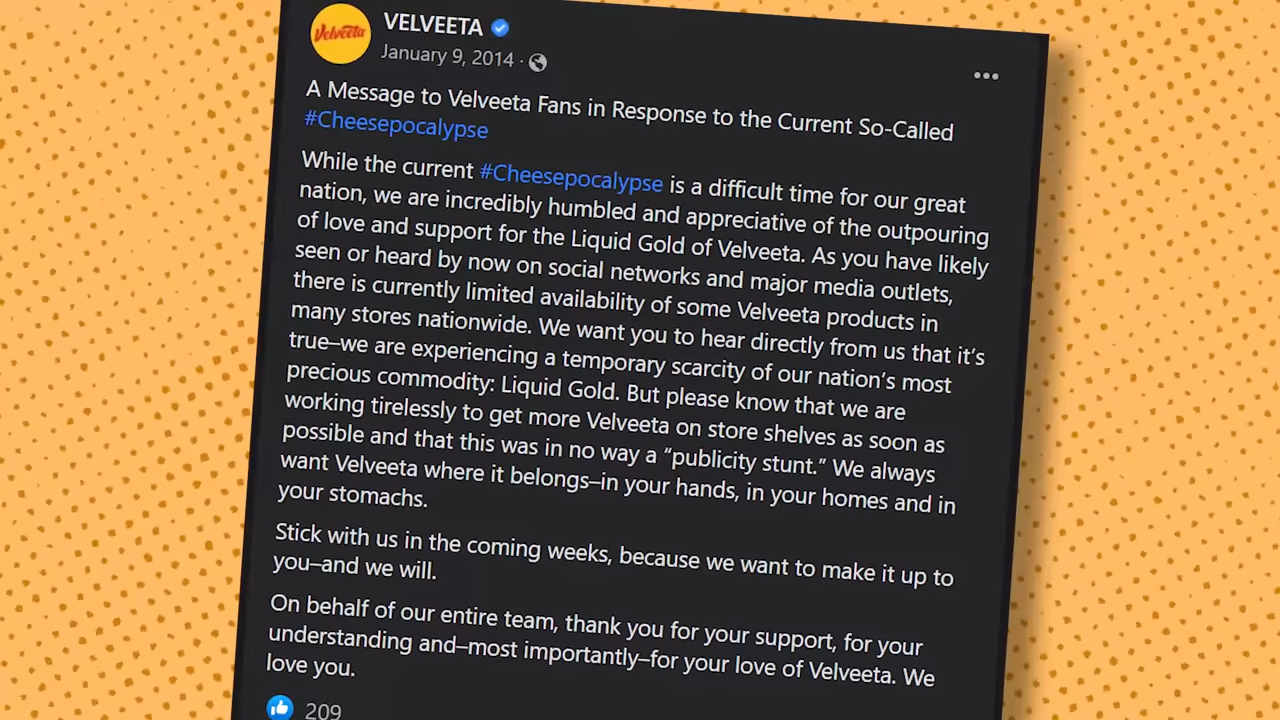 Velveeta
VELVEETA
January 9, 2014 ·
A Message to Velveeta Fans in Response to the Current So-Called
#Cheesepocalypse
While the current #Cheesepocalypse is a difficult time for our great
nation, we are incredibly humbled and appreciative of the outpouring
of love and support for the Liquid Gold of Velveeta. As you have likely
seen or heard by now on social networks and major media outlets,
there is currently limited availability of some Velveeta products in
many stores nationwide. We want you to hear directly from us that it’s
true–we are experiencing a temporary scarcity of our nation’s most
precious commodity: Liquid Gold. But please know that we are
working tirelessly to get more Velveeta on store shelves as soon as
possible and that this was in no way a “publicity stunt.” We always
want Velveeta where it belongs–in your hands, in your homes and in
your stomachs.
Stick with us in the coming weeks, because we want to make it up to
you–and we will.
On behalf of our entire team, thank you for your support, for your
understanding and–most importantly–for your love of Velveeta. We
love you.
209